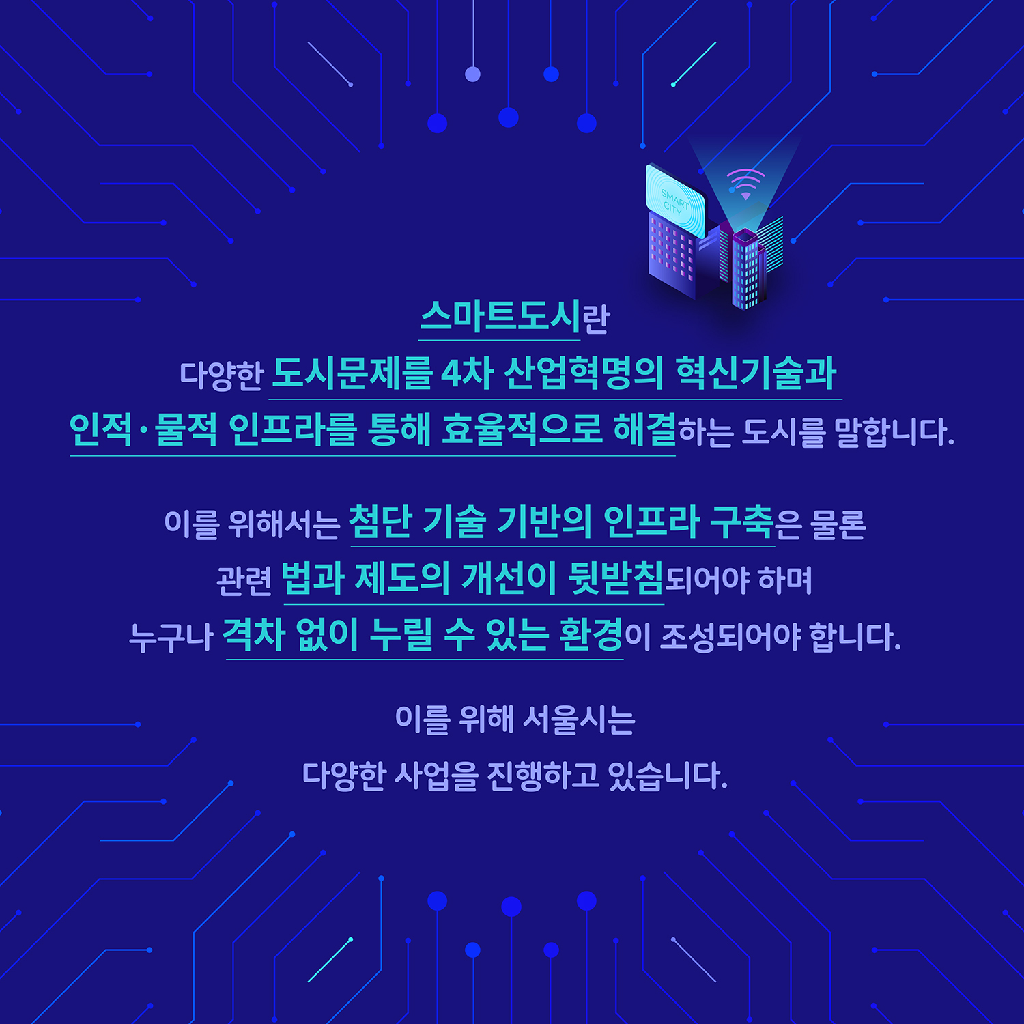 SMART
CITY
스마트도시란
다양한 도시문제를 4차 산업혁명의 혁신기술과
인적·물적 인프라를 통해 효율적으로 해결하는 도시를 말합니다.
이를 위해서는 첨단 기술 기반의 인프라 구축은 물론
관련 법과 제도의 개선이 뒷받침되어야 하며
누구나 격차 없이 누릴 수 있는 환경이 조성되어야 합니다.
이를 위해 서울시는
다양한 사업을 진행하고 있습니다.